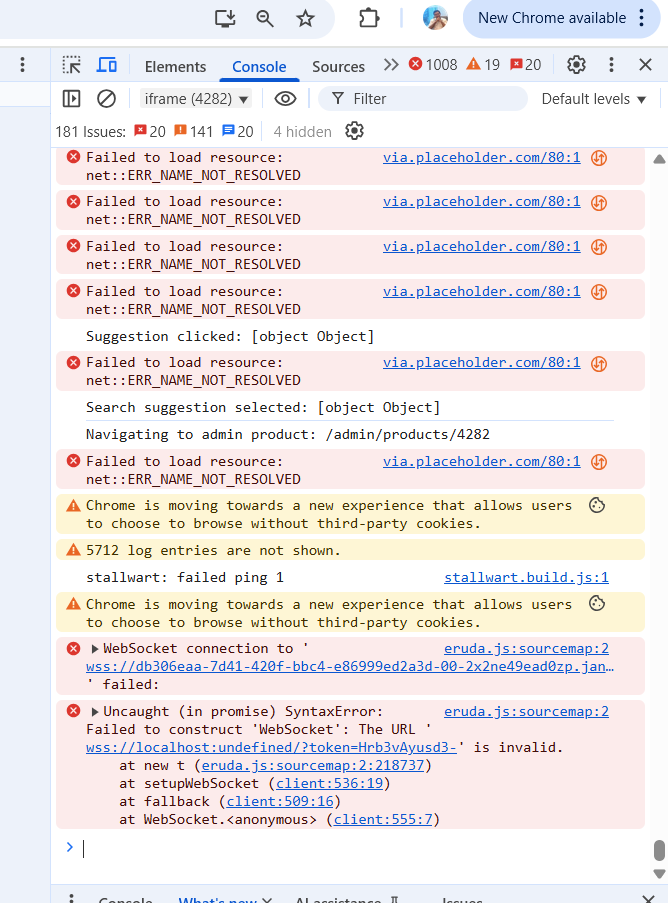 New Chrome available
Elements Console Sources 1008 19 20
iframe (4282) Filter Default levels
181 Issues: 20 141 20 4 hidden
Failed to load resource: via.placeholder.com/80:1
net::ERR_NAME_NOT_RESOLVED
Failed to load resource: via.placeholder.com/80:1
net::ERR_NAME_NOT_RESOLVED
Failed to load resource: via.placeholder.com/80:1
net::ERR_NAME_NOT_RESOLVED
Failed to load resource: via.placeholder.com/80:1
net::ERR_NAME_NOT_RESOLVED
Suggestion clicked: [object Object]
Failed to load resource: via.placeholder.com/80:1
net::ERR_NAME_NOT_RESOLVED
Search suggestion selected: [object Object]
Navigating to admin product: /admin/products/4282
Failed to load resource: via.placeholder.com/80:1
net::ERR_NAME_NOT_RESOLVED
Chrome is moving towards a new experience that allows users
to choose to browse without third-party cookies.
5712 log entries are not shown.
stallwart: failed ping 1 stallwart.build.js:1
Chrome is moving towards a new experience that allows users
to choose to browse without third-party cookies.
WebSocket connection to ' eruda.js:sourcemap:2
wss://db306eaa-7d41-420f-bbc4-e86999ed2a3d-00-2x2ne49ead0zp.jan…
' failed:
Uncaught (in promise) SyntaxError: eruda.js:sourcemap:2
Failed to construct 'WebSocket': The URL '
wss://localhost:undefined/?token=Hrb3vAyusd3-' is invalid.
at new t (eruda.js:sourcemap:2:218737)
at setupWebSocket (client:536:19)
at fallback (client:509:16)
at WebSocket.<anonymous> (client:555:7)
Console What's new AI assistance Issues